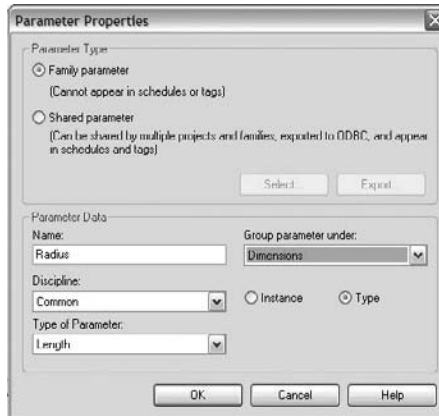 Parameter Properties
Parameter Type
Family parameter
(Cannot appear in schedules or tags)
Shared parameter
(Can be shared by multiple projects and families, exported to ODBC, and appear
in schedules and tags)
Select... Export...
Parameter Data
Name: Group parameter under:
Radius Dimensions
Discipline:
Common Instance Type
Type of Parameter:
Length
OK Cancel Help